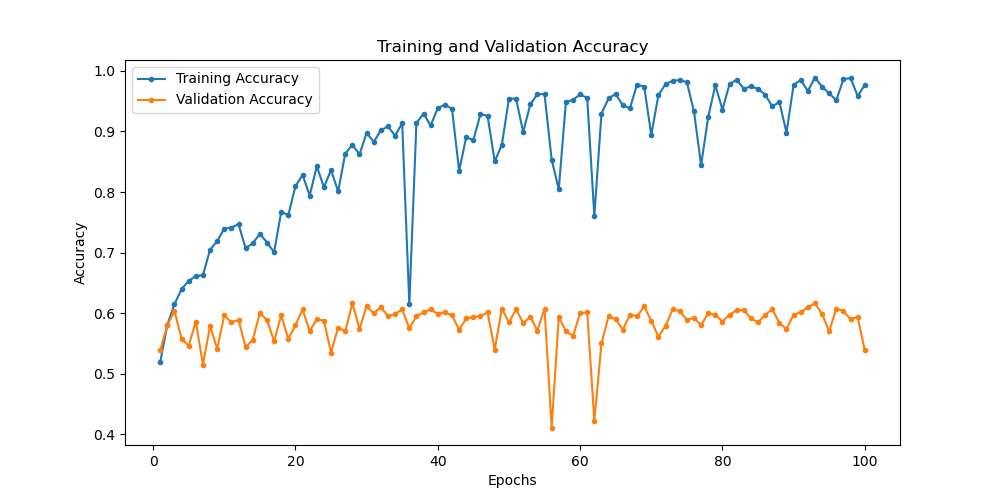 Training and Validation Accuracy
Training Accuracy
Validation Accuracy
1.0
0.9
0.8
0.7
0.6
0.5
0.4
Accuracy
0 20 40 60 80 100
Epochs